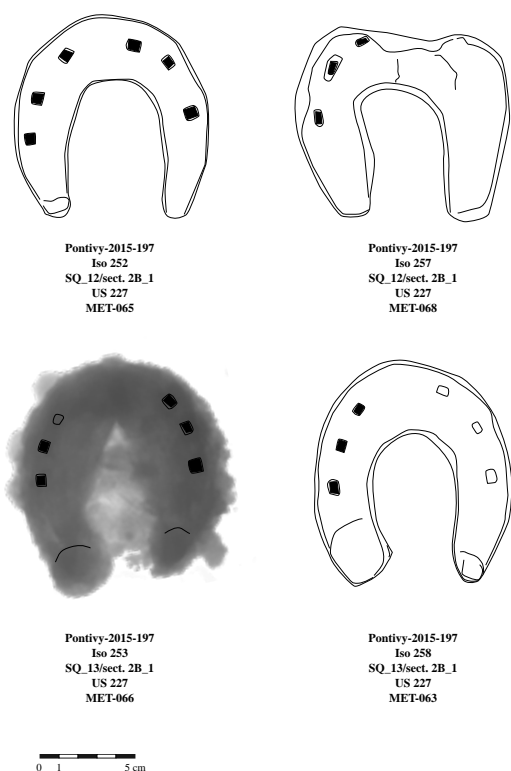 Pontivy-2015-197
Iso 252
SQ_12/sect. 2B_1
US 227
MET-065
Pontivy-2015-197
Iso 257
SQ_12/sect. 2B_1
US 227
MET-068
Pontivy-2015-197
Iso 253
SQ_13/sect. 2B_1
US 227
MET-066
Pontivy-2015-197
Iso 258
SQ_13/sect. 2B_1
US 227
MET-063
0 1 5 cm